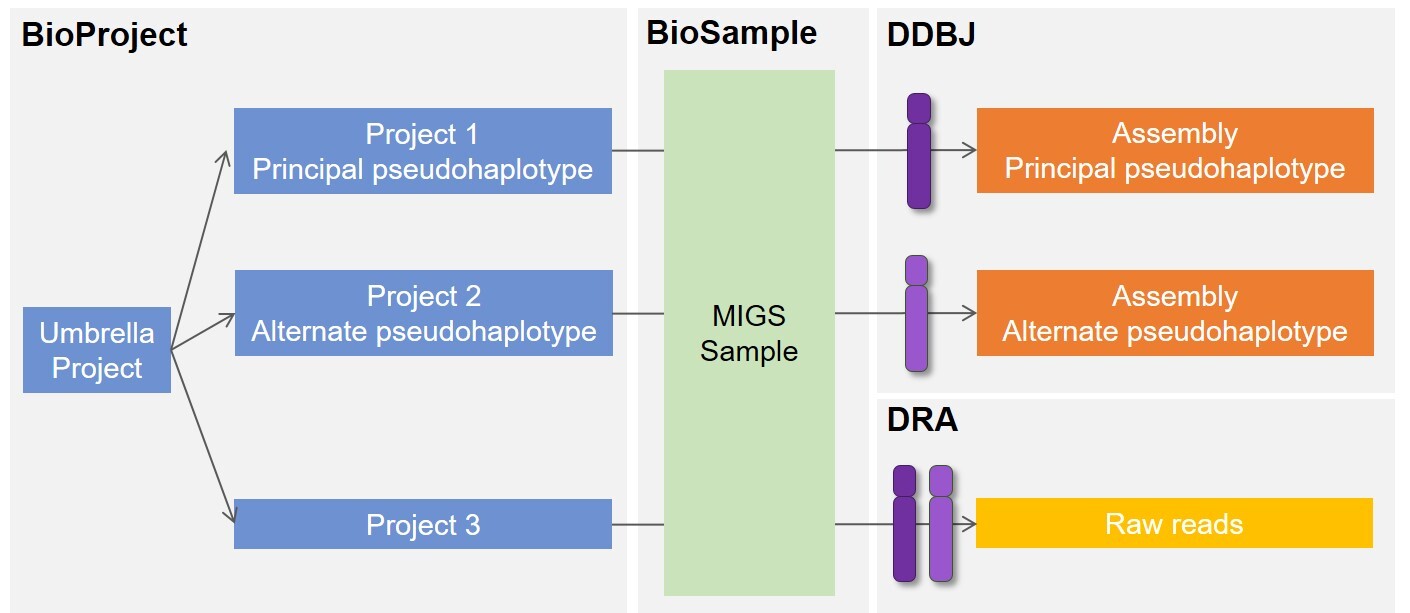 BioProject
BioSample
DDBJ
Project 1
Principal pseudohaplotype
Assembly
Principal pseudohaplotype
Project 2
Alternate pseudohaplotype
Assembly
Alternate pseudohaplotype
Umbrella
Project
MIGS
Sample
DRA
Project 3
Raw reads